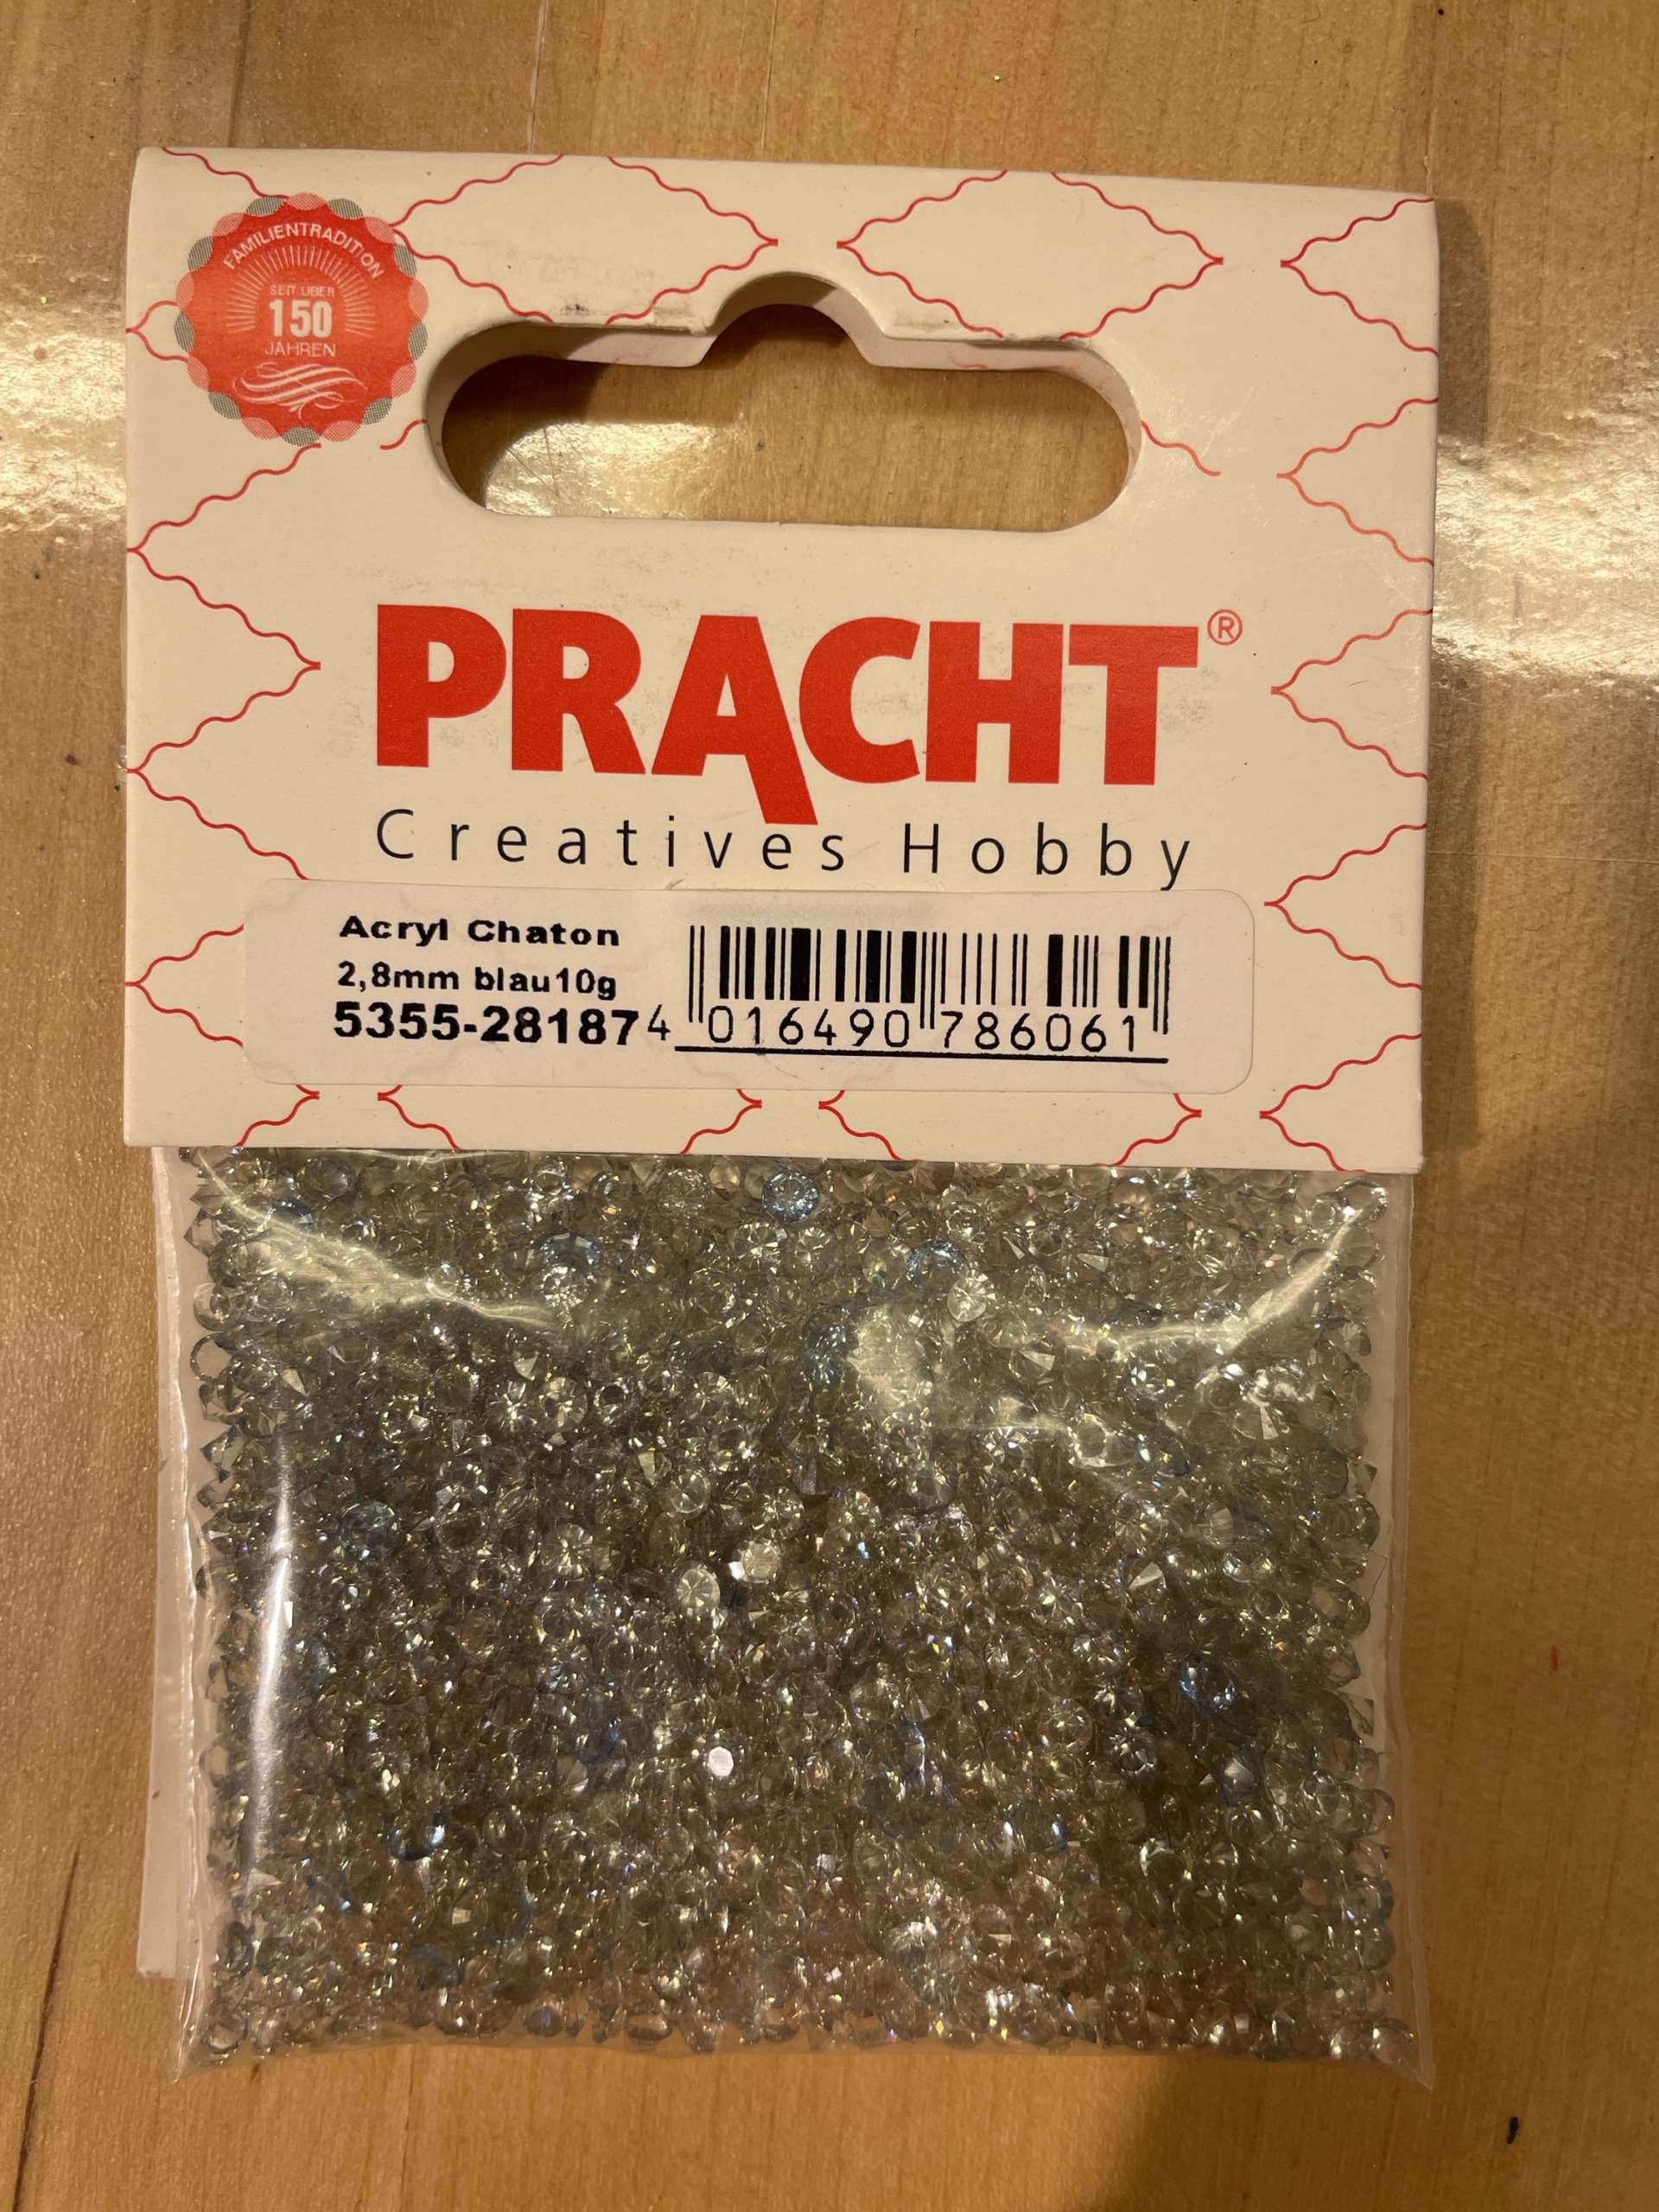 FAMILIENTRADITION
SEIT ÜBER
150
JAHREN
PRACHT®
Creatives Hobby
Acryl Chaton
2,8mm blau10g
5355-28187
4 016490 786061